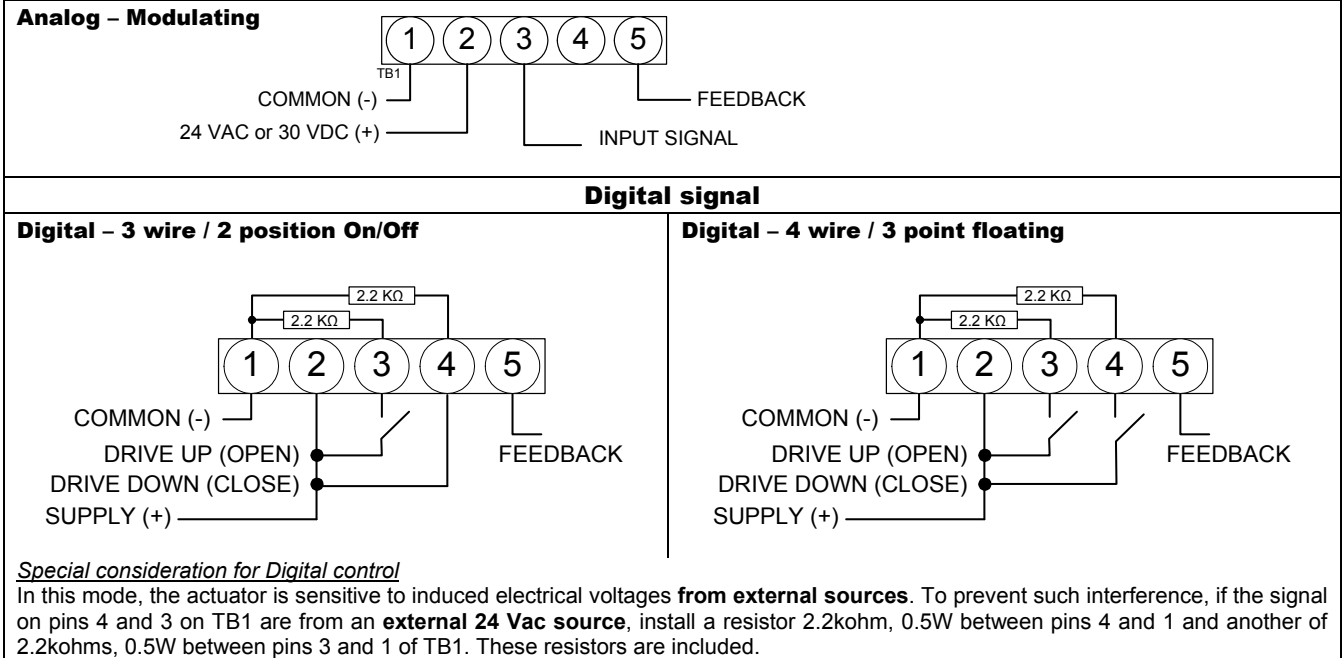 Analog – Modulating
1 2 3 4 5
TB1
COMMON (-)
FEEDBACK
24 VAC or 30 VDC (+)
INPUT SIGNAL
Digital signal
Digital – 3 wire / 2 position On/Off
2.2 KΩ
2.2 KΩ
1 2 3 4 5
COMMON (-)
DRIVE UP (OPEN)
FEEDBACK
DRIVE DOWN (CLOSE)
SUPPLY (+)
Digital – 4 wire / 3 point floating
2.2 KΩ
2.2 KΩ
1 2 3 4 5
COMMON (-)
DRIVE UP (OPEN)
FEEDBACK
DRIVE DOWN (CLOSE)
SUPPLY (+)
Special consideration for Digital control
In this mode, the actuator is sensitive to induced electrical voltages from external sources. To prevent such interference, if the signal
on pins 4 and 3 on TB1 are from an external 24 Vac source, install a resistor 2.2kohm, 0.5W between pins 4 and 1 and another of
2.2kohms, 0.5W between pins 3 and 1 of TB1. These resistors are included.